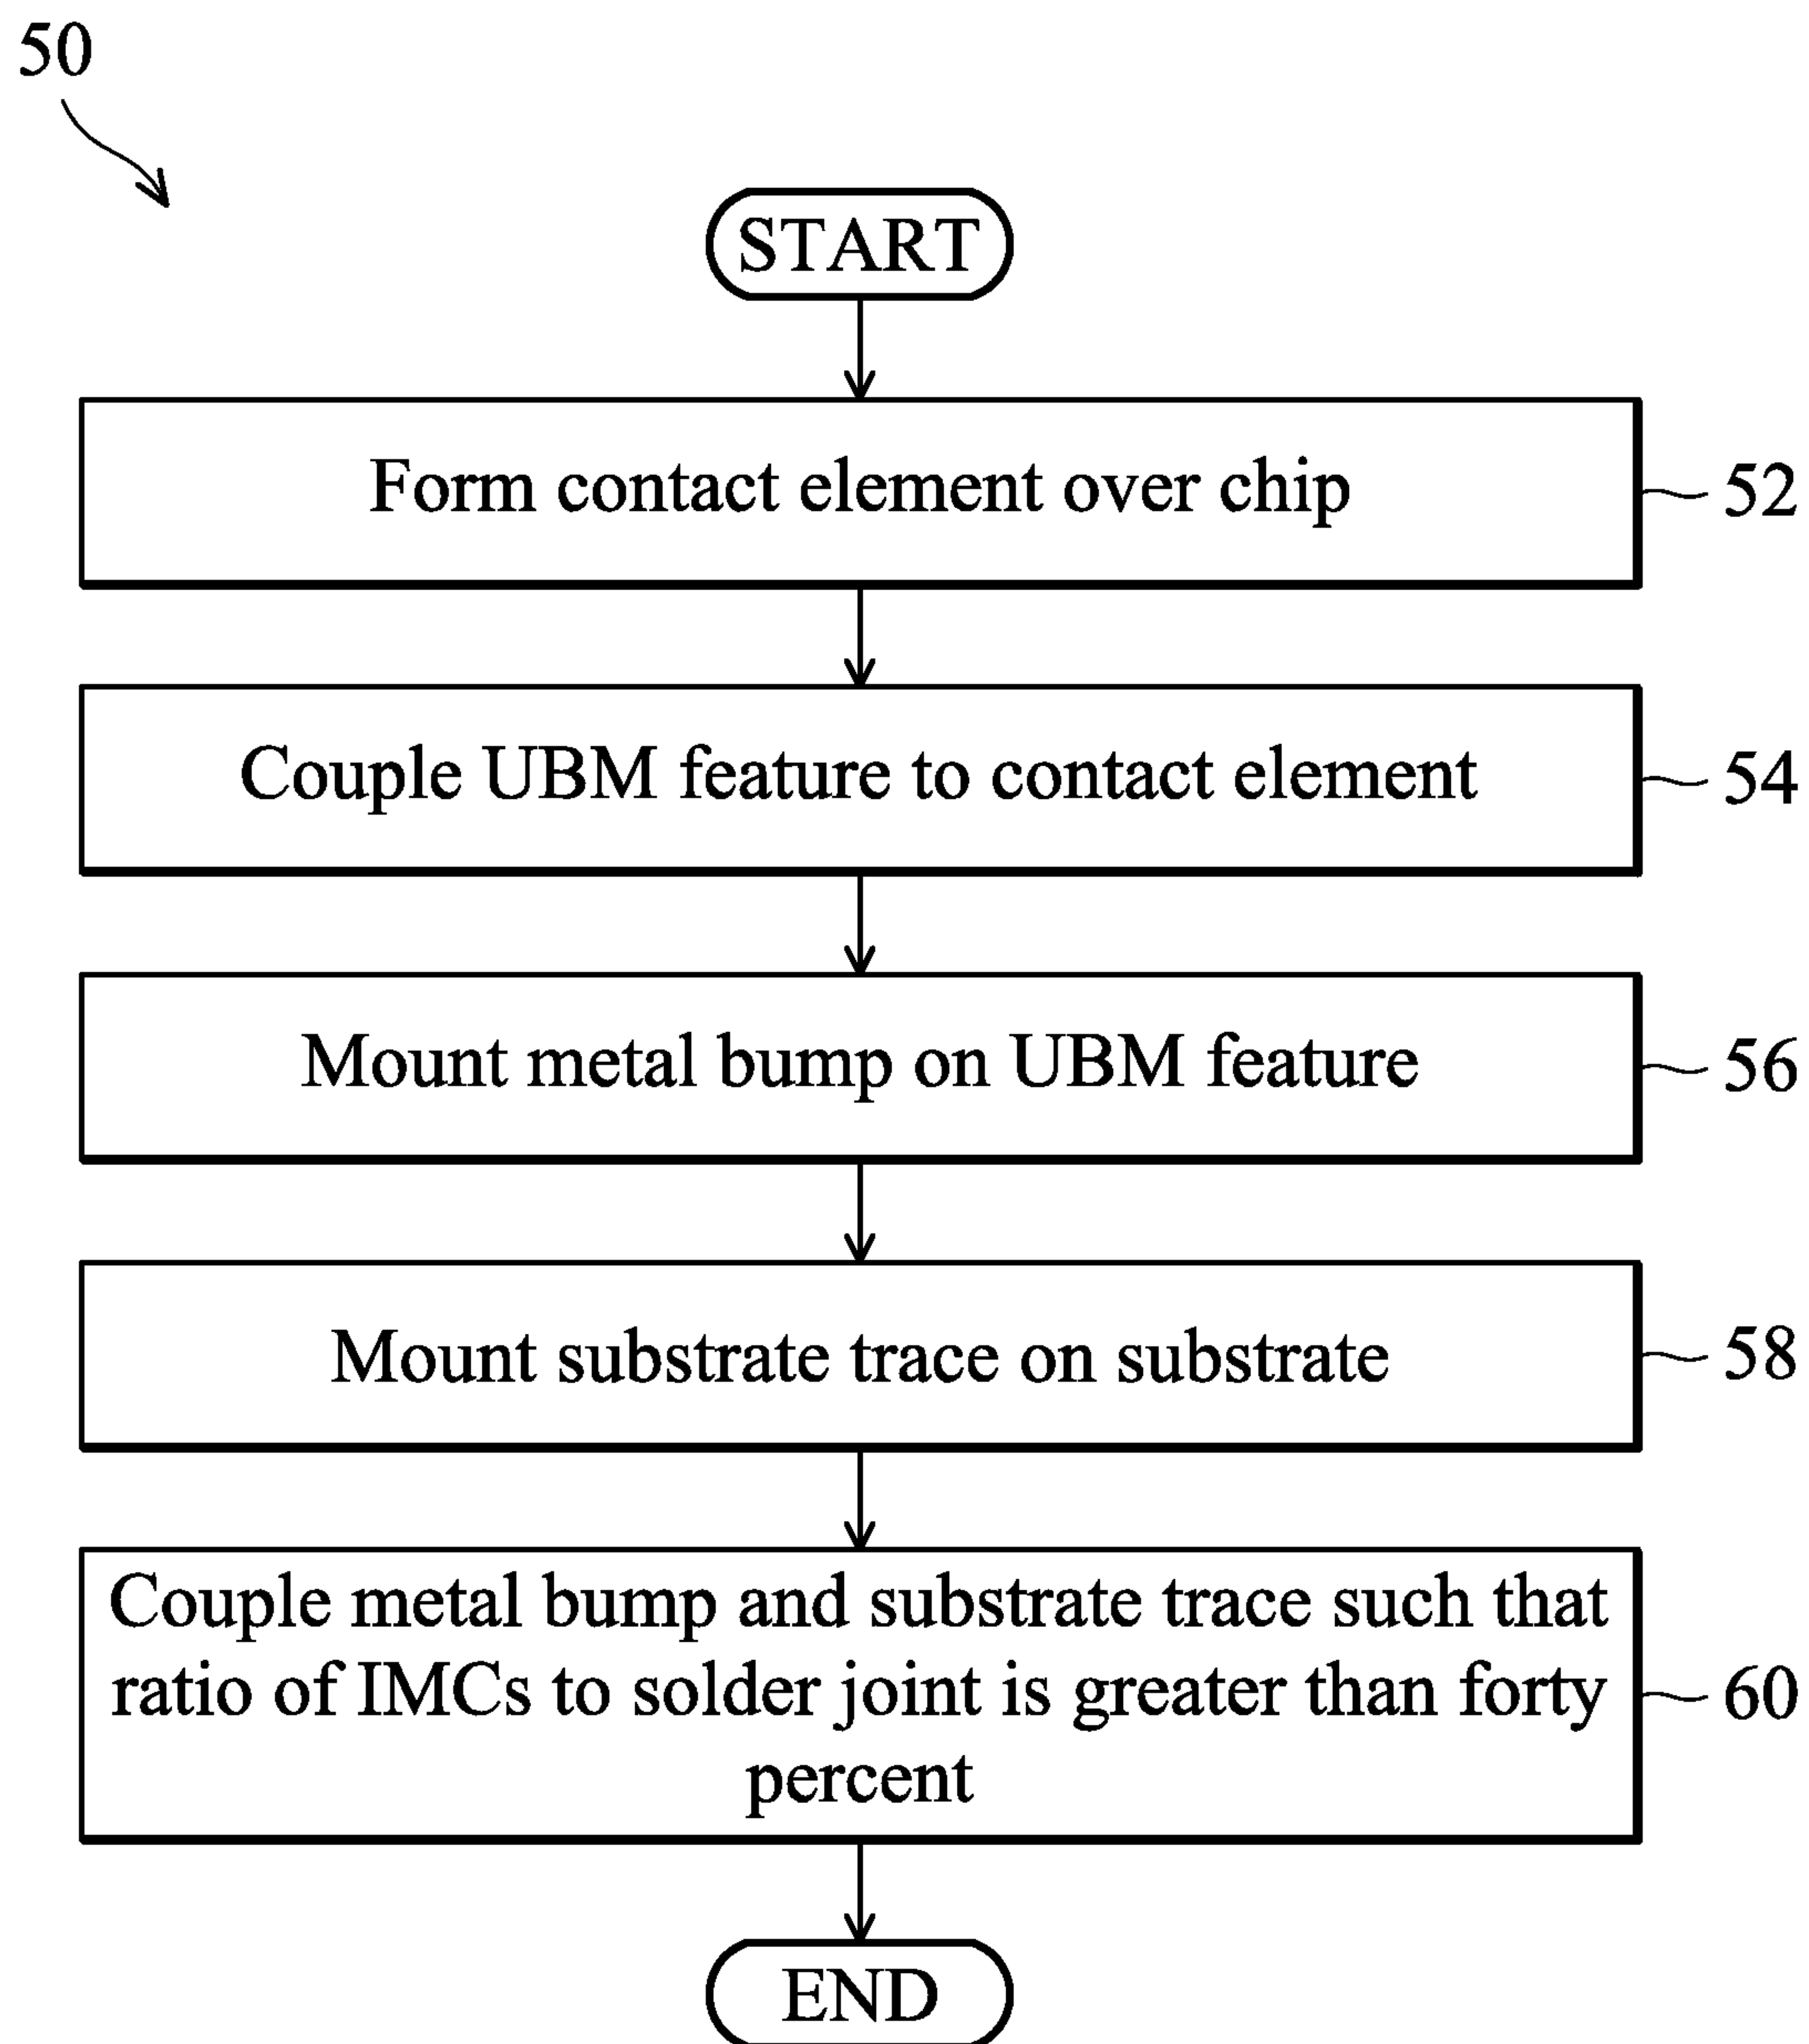 50
START
Form contact element over chip
52
Couple UBM feature to contact element
54
Mount metal bump on UBM feature
56
Mount substrate trace on substrate
58
Couple metal bump and substrate trace such that
ratio of IMCs to solder joint is greater than forty
percent
60
END